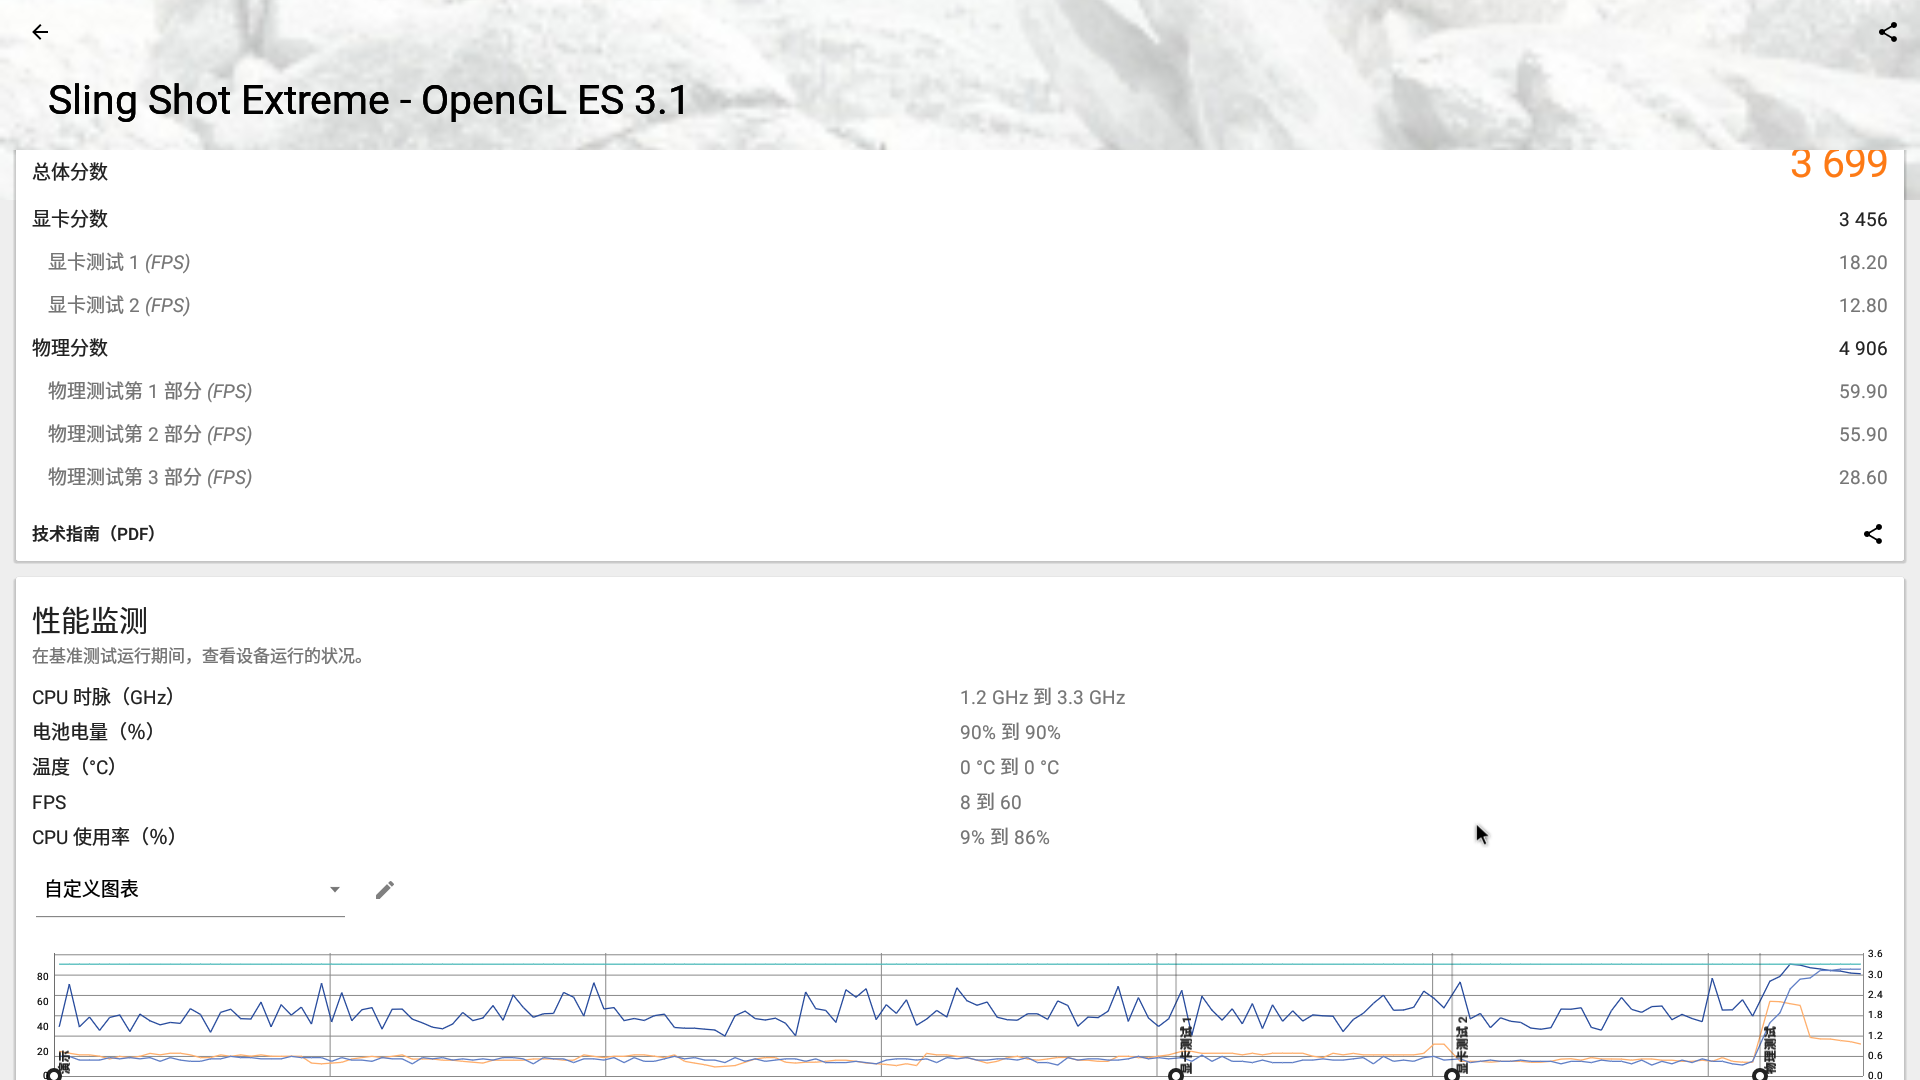 Sling Shot Extreme - OpenGL ES 3.1
总体分数 3 699
显卡分数 3 456
显卡测试 1 (FPS) 18.20
显卡测试 2 (FPS) 12.80
物理分数 4 906
物理测试第 1 部分 (FPS) 59.90
物理测试第 2 部分 (FPS) 55.90
物理测试第 3 部分 (FPS) 28.60
技术指南（PDF）
性能监测
在基准测试运行期间，查看设备运行的状况。
CPU 时脉（GHz） 1.2 GHz 到 3.3 GHz
电池电量（%） 90% 到 90%
温度（°C） 0 °C 到 0 °C
FPS 8 到 60
CPU 使用率（%） 9% 到 86%
自定义图表
3.6
80 3.0
60 2.4
40 1.8
1.2
20 0.6
0.0
演示
显卡测试 1
显卡测试 2
物理测试